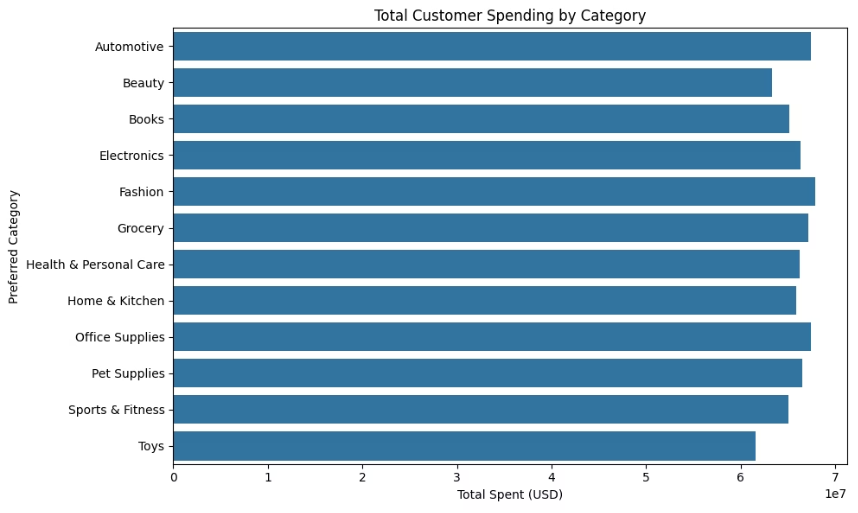 Total Customer Spending by Category
Preferred Category
Automotive
Beauty
Books
Electronics
Fashion
Grocery
Health & Personal Care
Home & Kitchen
Office Supplies
Pet Supplies
Sports & Fitness
Toys
0 1 2 3 4 5 6 7
1e7
Total Spent (USD)